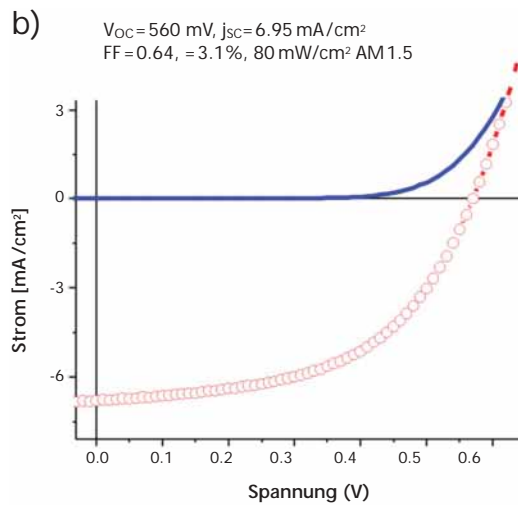 b)
V_OC = 560 mV, j_SC = 6.95 mA/cm²
FF = 0.64, = 3.1%, 80 mW/cm² AM 1.5
3
0
-3
-6
Strom [mA/cm²]
0.0 0.1 0.2 0.3 0.4 0.5 0.6
Spannung (V)